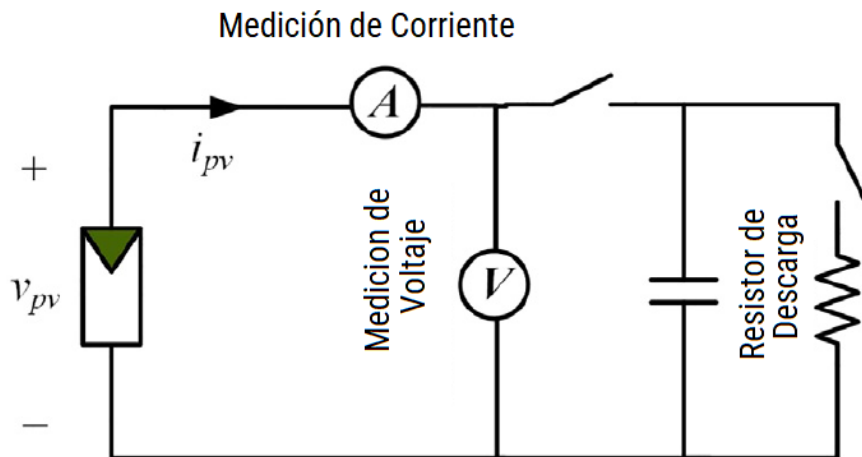 Medición de Corriente
A
i_pv
+
v_pv
−
Medicion de
Voltaje
V
Resistor de
Descarga